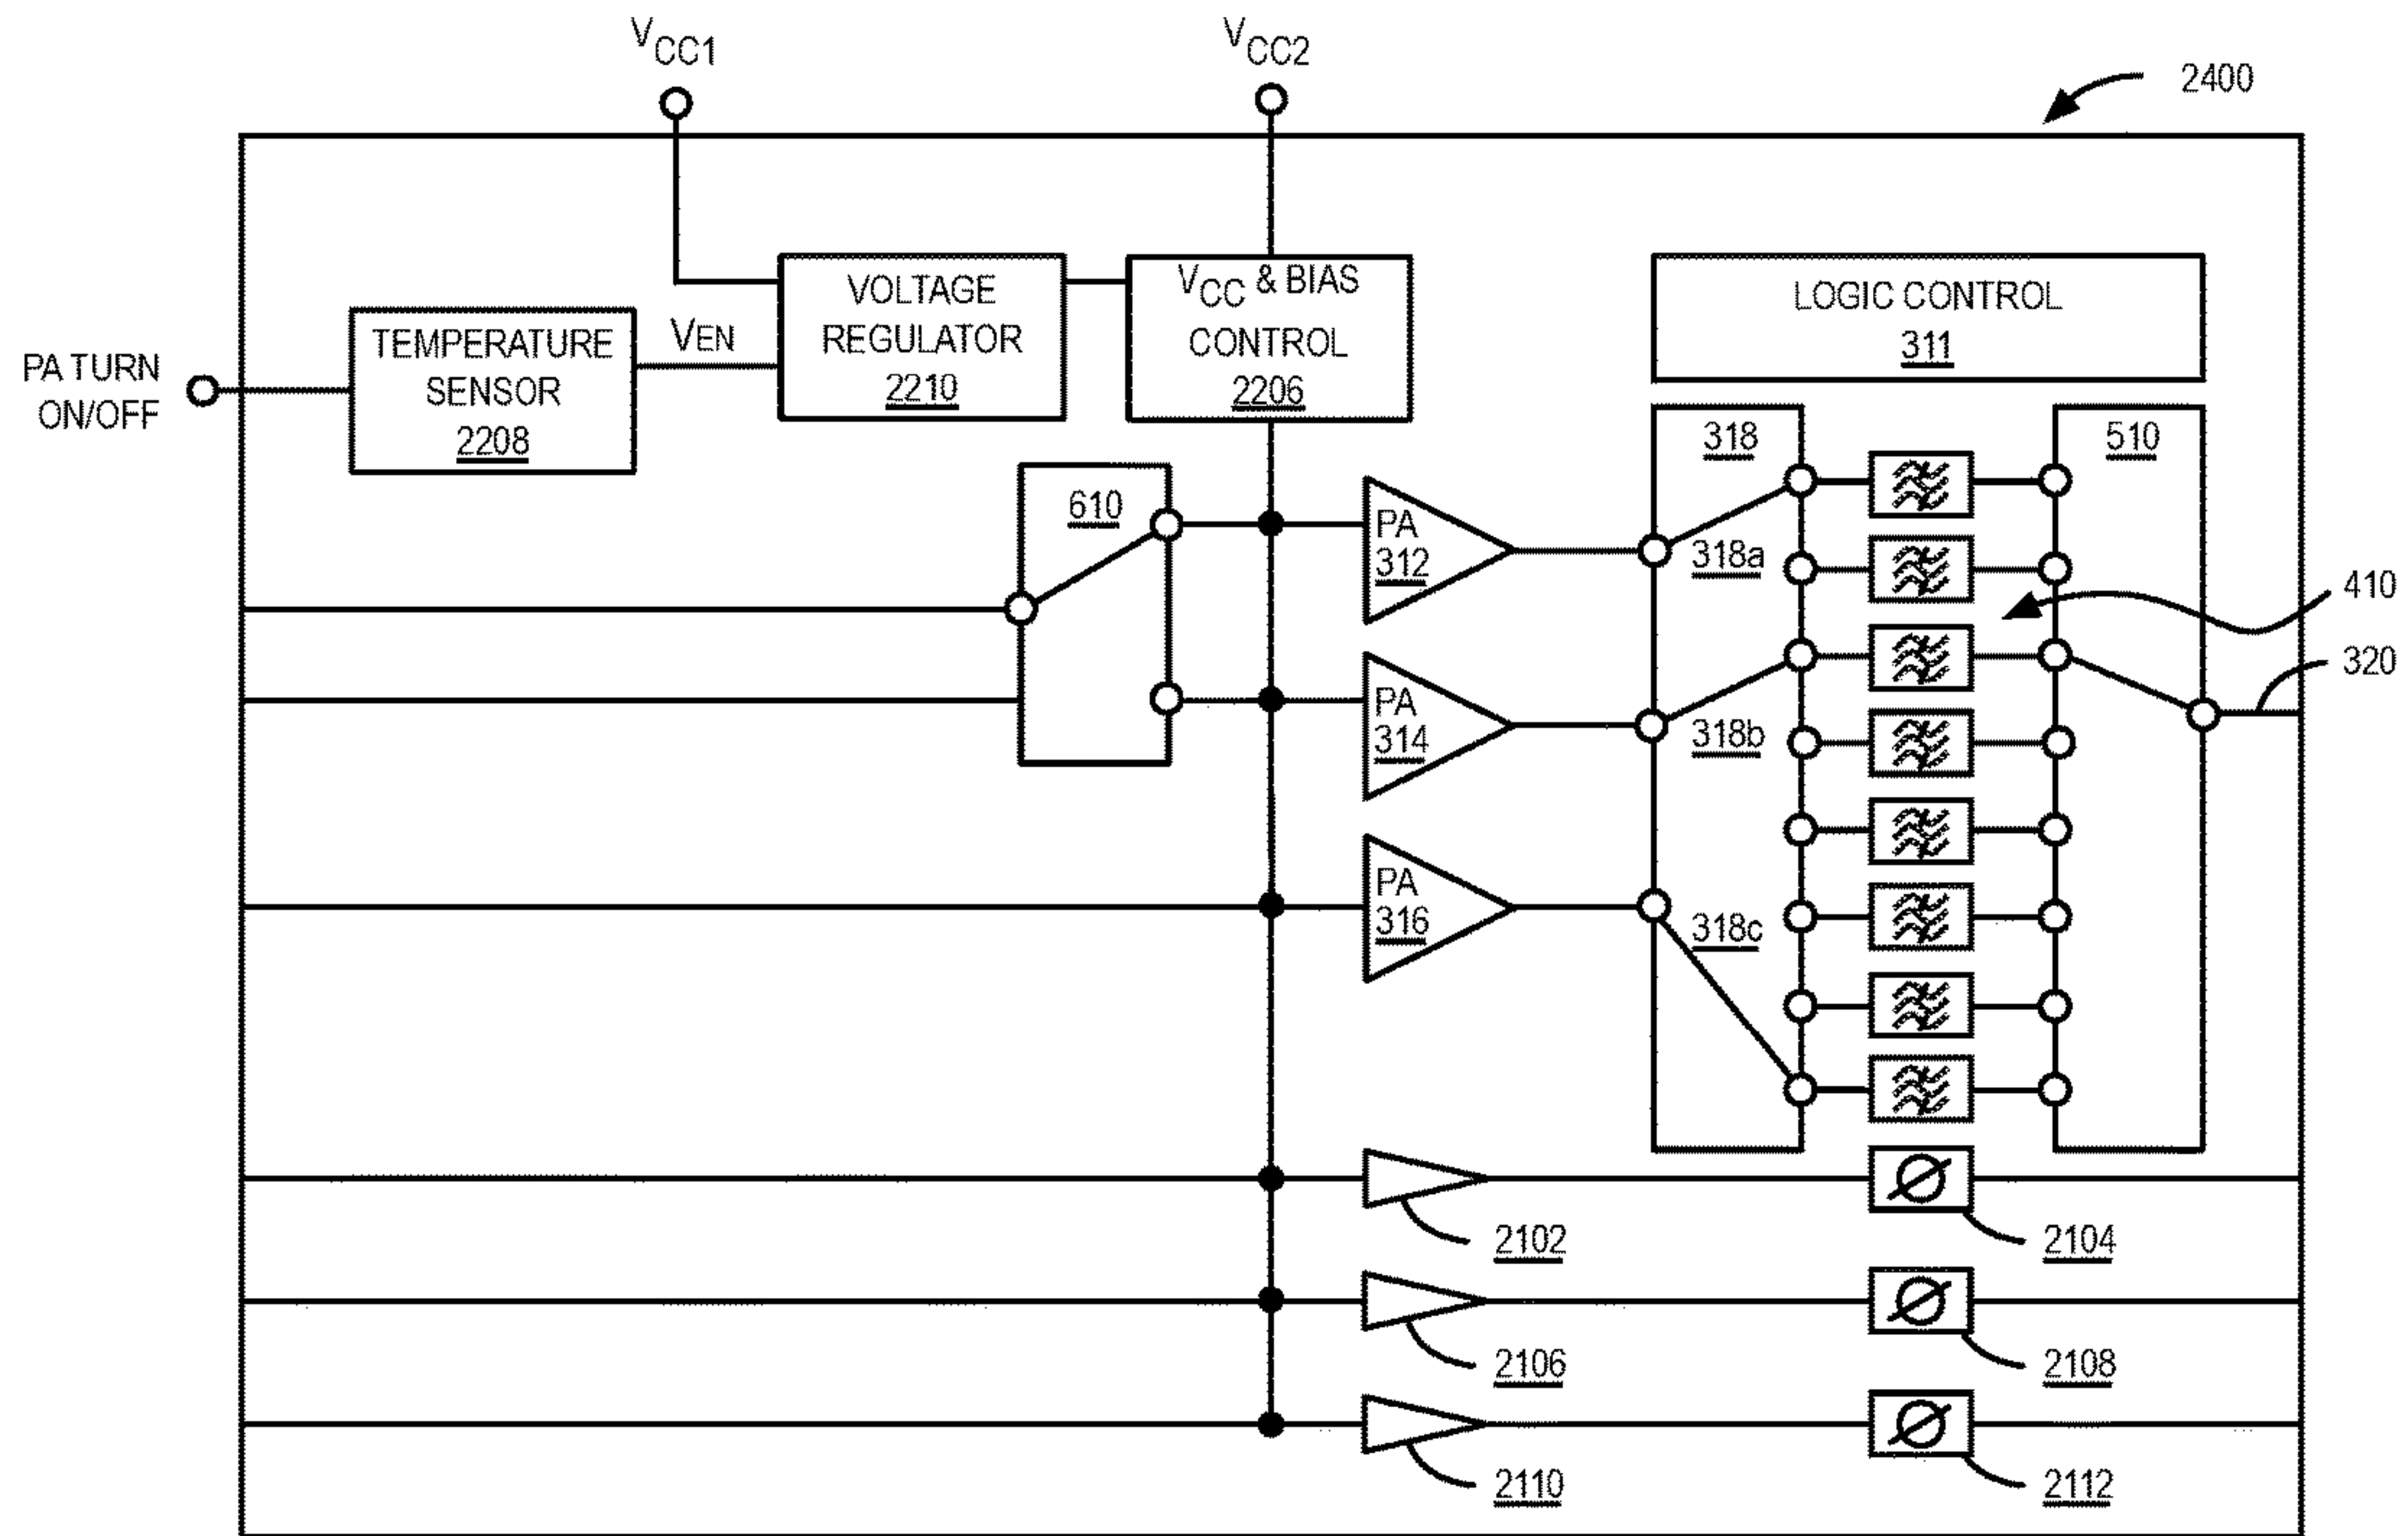 VCC1
VCC2
2400
PA TURN
ON/OFF
TEMPERATURE
SENSOR
2208
VEN
VOLTAGE
REGULATOR
2210
VCC & BIAS
CONTROL
2206
LOGIC CONTROL
311
610
PA
312
PA
314
PA
316
318
318a
318b
318c
510
410
320
2102
2104
2106
2108
2110
2112